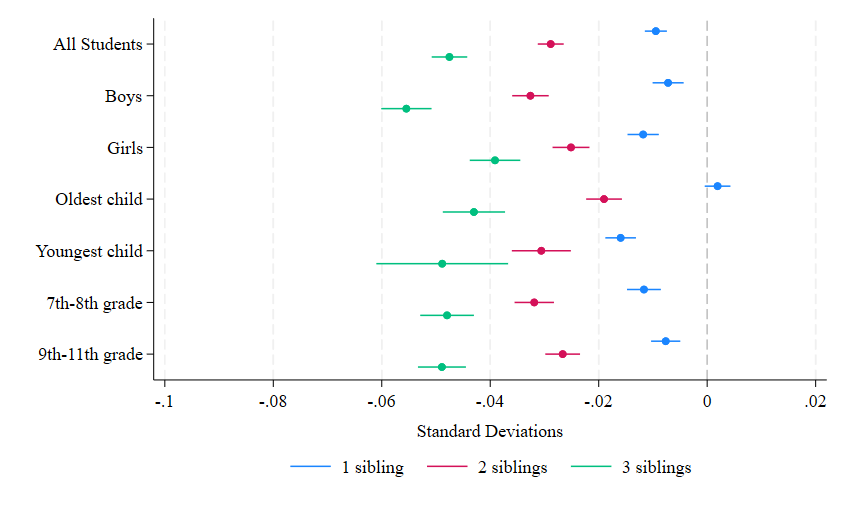 All Students
Boys
Girls
Oldest child
Youngest child
7th-8th grade
9th-11th grade
-.1 -.08 -.06 -.04 -.02 0 .02
Standard Deviations
1 sibling 2 siblings 3 siblings